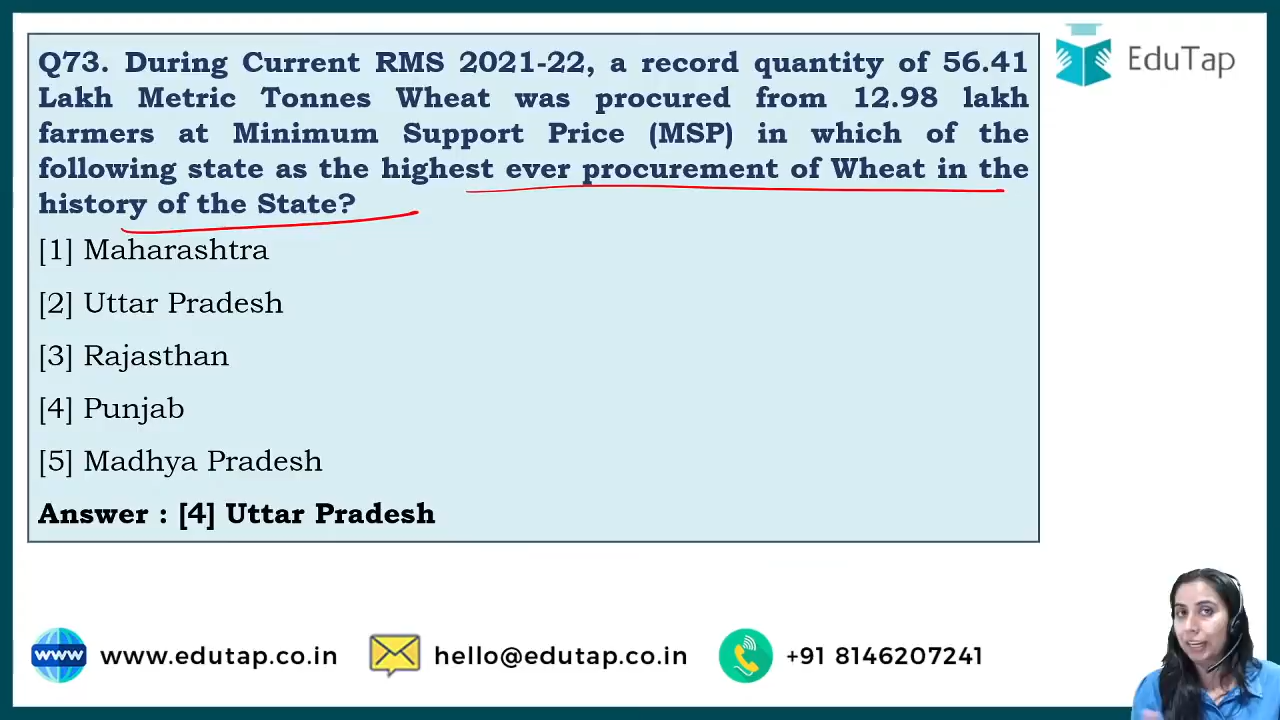 Q73. During Current RMS 2021-22, a record quantity of 56.41
Lakh Metric Tonnes Wheat was procured from 12.98 lakh
farmers at Minimum Support Price (MSP) in which of the
following state as the highest ever procurement of Wheat in the
history of the State?
[1] Maharashtra
[2] Uttar Pradesh
[3] Rajasthan
[4] Punjab
[5] Madhya Pradesh
Answer : [4] Uttar Pradesh
EduTap
www www.edutap.co.in hello@edutap.co.in +91 8146207241